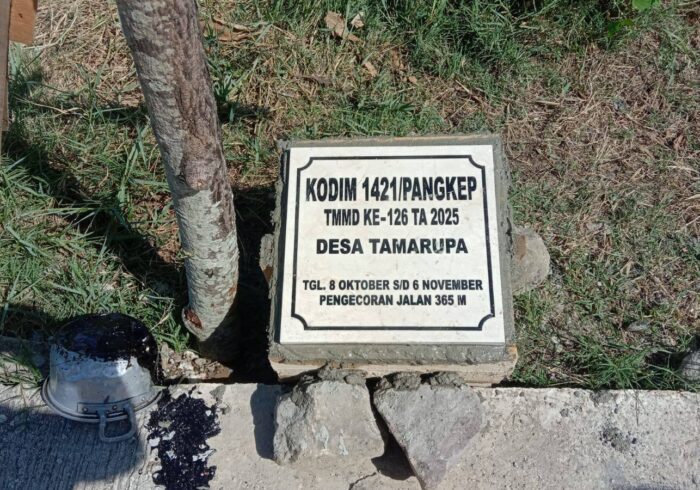 KODIM 1421/PANGKEP
TMMD KE-126 TA 2025
DESA TAMARUPA
TGL. 8 OKTOBER S/D 6 NOVEMBER
PENGECORAN JALAN 365 M